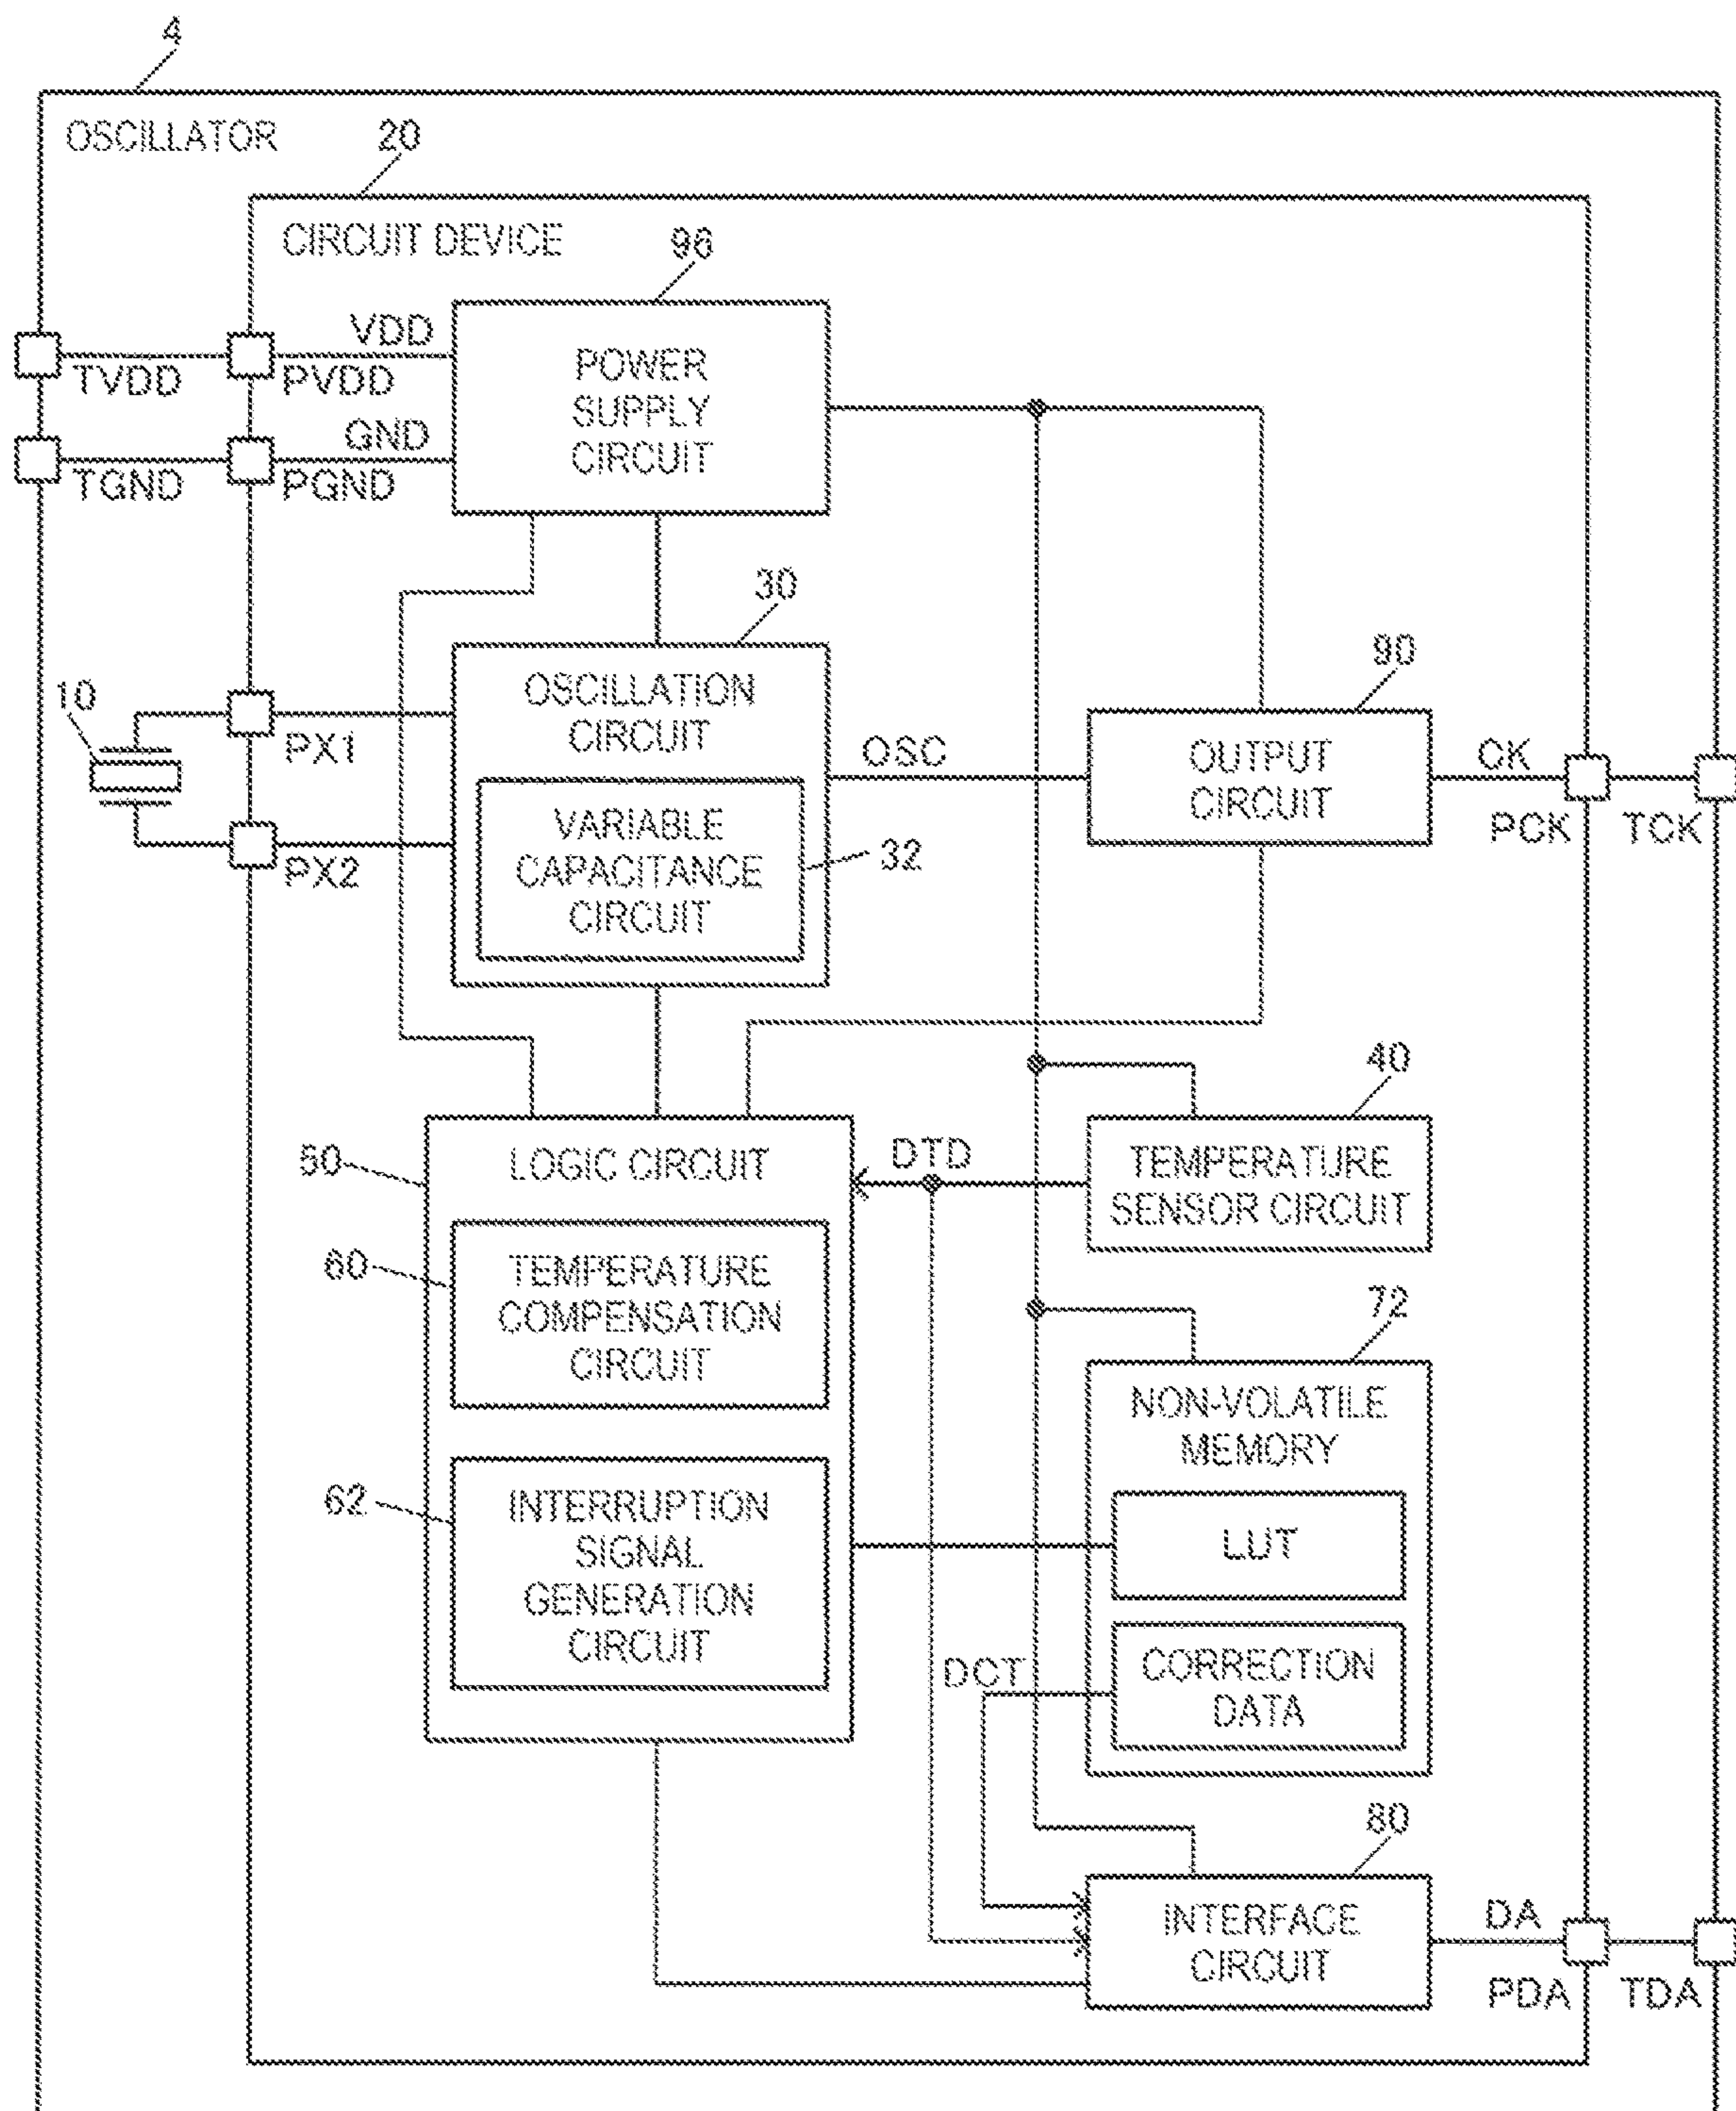 4
OSCILLATOR
20
CIRCUIT DEVICE
96
VDD
POWER
SUPPLY
CIRCUIT
TVDD
PVDD
GND
TGND
PGND
30
10
OSCILLATION
CIRCUIT
90
PX1
OSC
OUTPUT
CIRCUIT
CK
VARIABLE
CAPACITANCE
CIRCUIT
32
PCK
TCK
PX2
40
50
LOGIC CIRCUIT
DTD
TEMPERATURE
SENSOR CIRCUIT
60
TEMPERATURE
COMPENSATION
CIRCUIT
72
NON-VOLATILE
MEMORY
62
INTERRUPTION
SIGNAL
GENERATION
CIRCUIT
LUT
DCT
CORRECTION
DATA
80
INTERFACE
CIRCUIT
DA
PDA
TDA